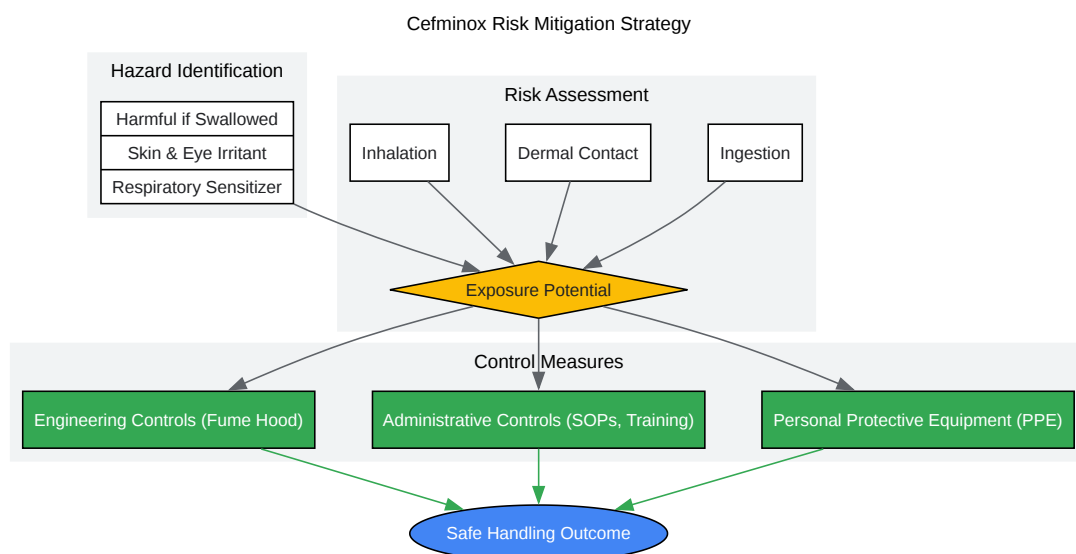 Cefminox Risk Mitigation Strategy
Hazard Identification
Harmful if Swallowed
Skin & Eye Irritant
Respiratory Sensitizer
Risk Assessment
Inhalation
Dermal Contact
Ingestion
Exposure Potential
Control Measures
Engineering Controls (Fume Hood)
Administrative Controls (SOPs, Training)
Personal Protective Equipment (PPE)
Safe Handling Outcome